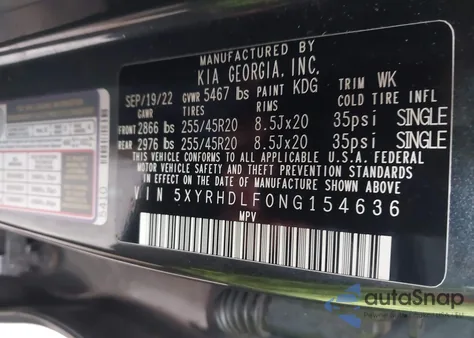 MANUFACTURED BY
KIA GEORGIA, INC.
SEP/19/22 GVWR 5467 lbs PAINT KDG TRIM WK
GAWR TIRES RIMS COLD TIRE INFL
FRONT 2866 lbs 255/45R20 8.5Jx20 35psi SINGLE
REAR 2976 lbs 255/45R20 8.5Jx20 35psi SINGLE
THIS VEHICLE CONFORMS TO ALL APPLICABLE U.S.A. FEDERAL
MOTOR VEHICLE SAFETY AND THEFT PREVENTION STANDARDS
IN EFFECT ON THE DATE OF MANUFACTURE SHOWN ABOVE.
VIN 5XYRHDLF0NG154636
MPV
autoSnap